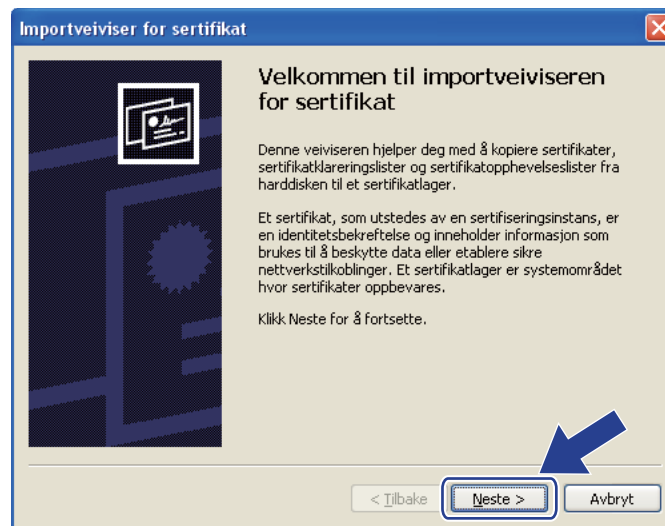 Importveiviser for sertifikat
Velkommen til importveiviseren
for sertifikat
Denne veiviseren hjelper deg med å kopiere sertifikater,
sertifikatklareringslister og sertifikatopphevelseslister fra
harddisken til et sertifikatlager.
Et sertifikat, som utstedes av en sertifiseringsinstans, er
en identitetsbekreftelse og inneholder informasjon som
brukes til å beskytte data eller etablere sikre
nettverkstilkoblinger. Et sertifikatlager er systemområdet
hvor sertifikater oppbevares.
Klikk Neste for å fortsette.
< Tilbake Neste > Avbryt